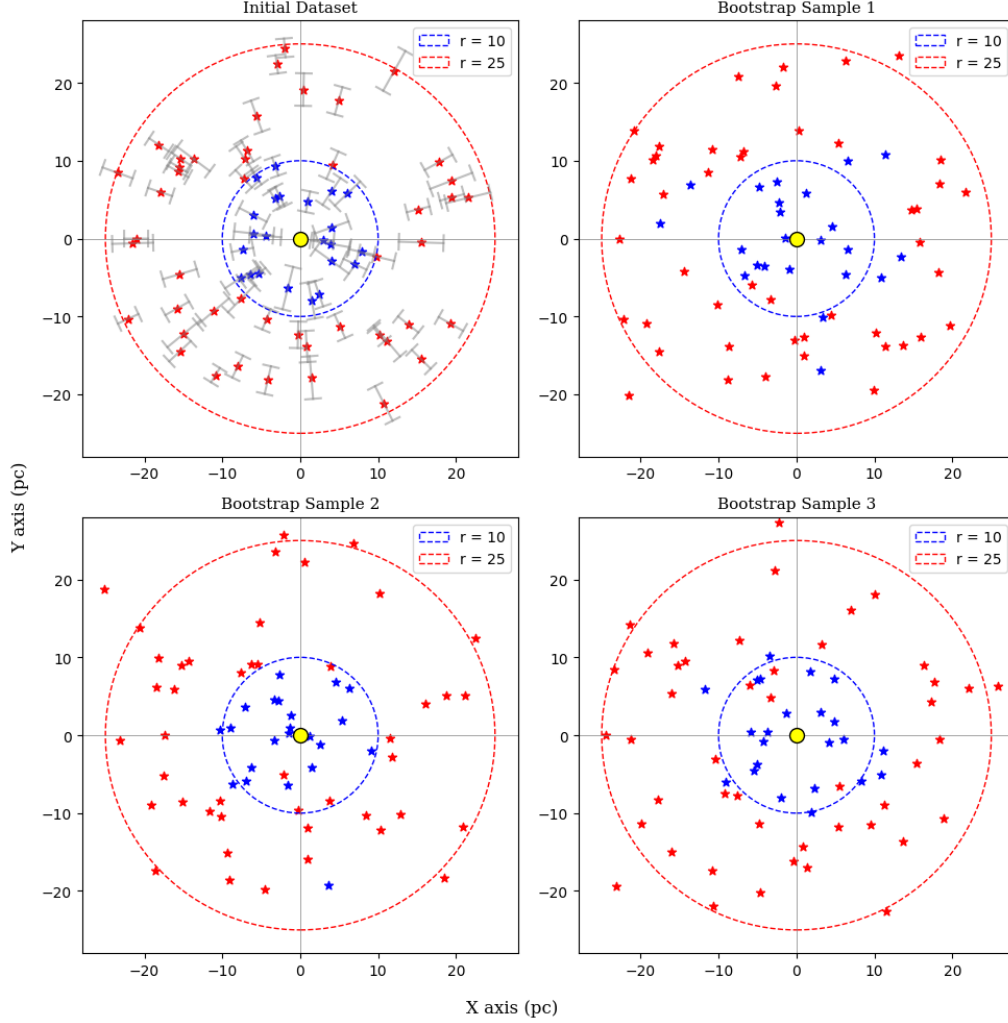 Initial Dataset
r = 10
r = 25
20
10
0
−10
−20
−20
−10
0
10
20
Bootstrap Sample 1
r = 10
r = 25
20
10
0
−10
−20
−20
−10
0
10
20
Y axis (pc)
Bootstrap Sample 2
r = 10
r = 25
20
10
0
−10
−20
−20
−10
0
10
20
Bootstrap Sample 3
r = 10
r = 25
20
10
0
−10
−20
−20
−10
0
10
20
X axis (pc)